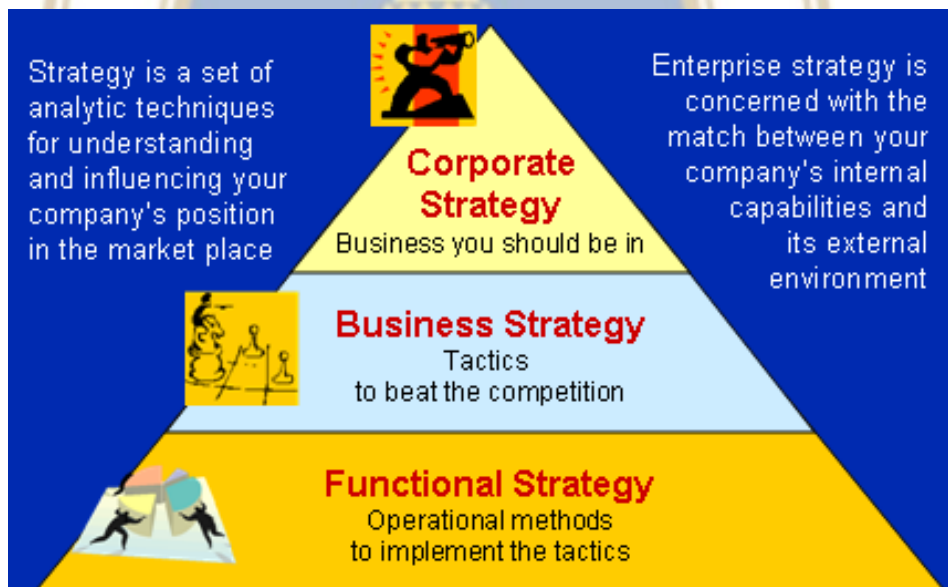 Strategy is a set of
analytic techniques
for understanding
and influencing your
company's position
in the market place
Enterprise strategy is
concerned with the
match between your
company's internal
capabilities and
its external
environment
Corporate
Strategy
Business you should be in
Business Strategy
Tactics
to beat the competition
Functional Strategy
Operational methods
to implement the tactics